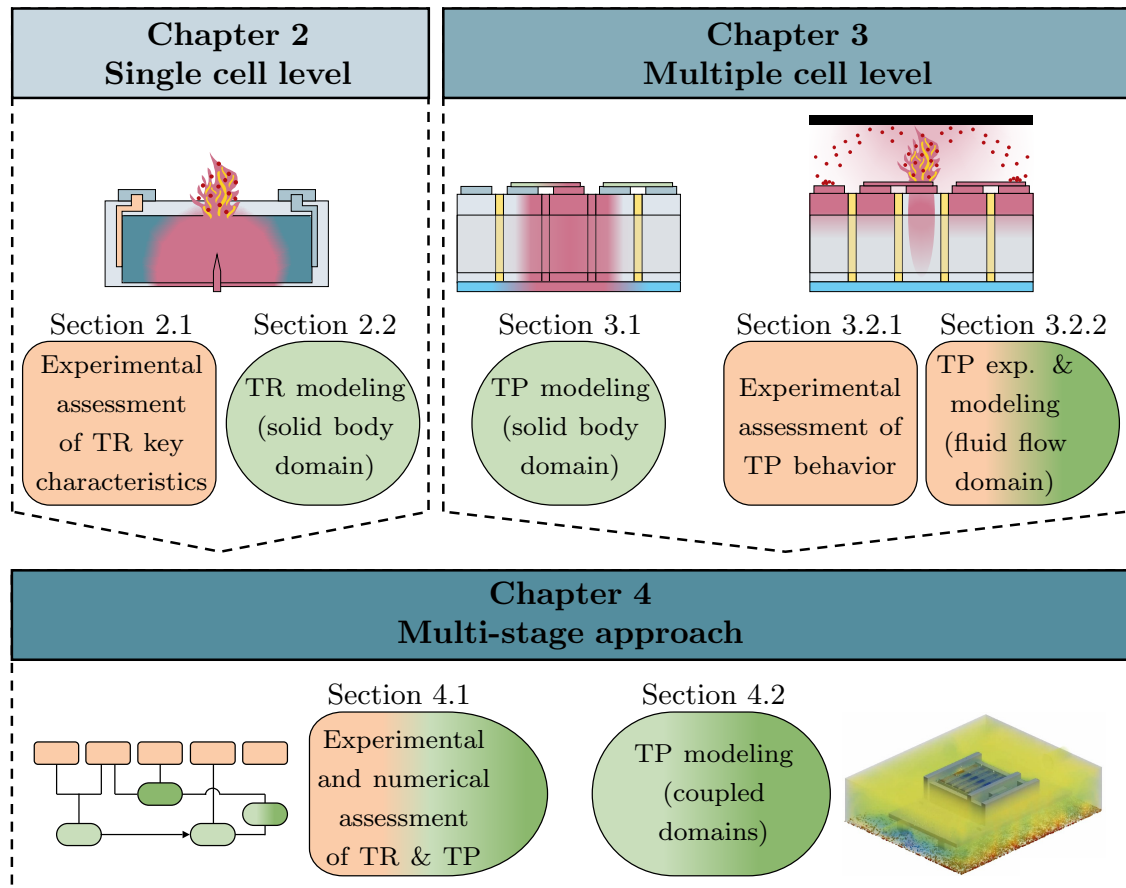 Chapter 2
Single cell level
Chapter 3
Multiple cell level
Section 2.1
Experimental
assessment
of TR key
characteristics
Section 2.2
TR modeling
(solid body
domain)
Section 3.1
TP modeling
(solid body
domain)
Section 3.2.1
Experimental
assessment of
TP behavior
Section 3.2.2
TP exp. &
modeling
(fluid flow
domain)
Chapter 4
Multi-stage approach
Section 4.1
Experimental
and numerical
assessment
of TR & TP
Section 4.2
TP modeling
(coupled
domains)